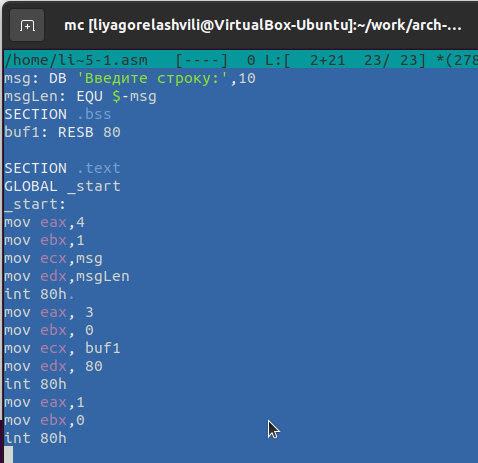 mc [liyagorelashvili@VirtualBox-Ubuntu]:~/work/arch-...
/home/li~5-1.asm [----] 0 L:[ 2+21 23/ 23] *(278
msg: DB 'Введите строку:',10
msgLen: EQU $-msg
SECTION .bss
buf1: RESB 80
SECTION .text
GLOBAL _start
_start:
mov eax,4
mov ebx,1
mov ecx,msg
mov edx,msgLen
int 80h.
mov eax, 3
mov ebx, 0
mov ecx, buf1
mov edx, 80
int 80h
mov eax,1
mov ebx,0
int 80h